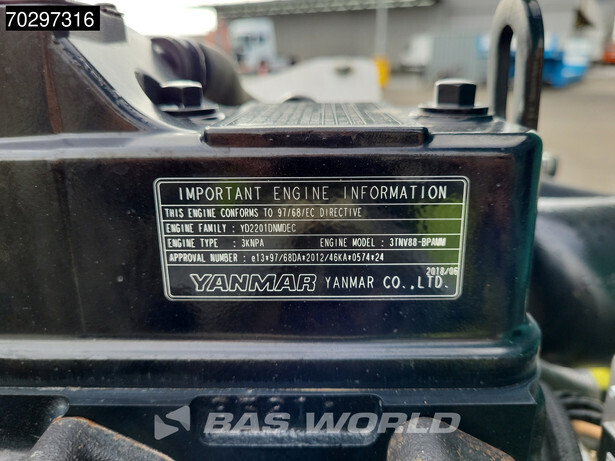 70297316
IMPORTANT ENGINE INFORMATION
THIS ENGINE CONFORMS TO 97/68/EC DIRECTIVE
ENGINE FAMILY : YD2201DNMDEC
ENGINE TYPE : 3KNPA ENGINE MODEL : 3TNV88-BPAMM
APPROVAL NUMBER : e13*97/68DA*2012/46KA*0574*24
2018/06
YANMAR YANMAR CO.,LTD.
BAS WORLD